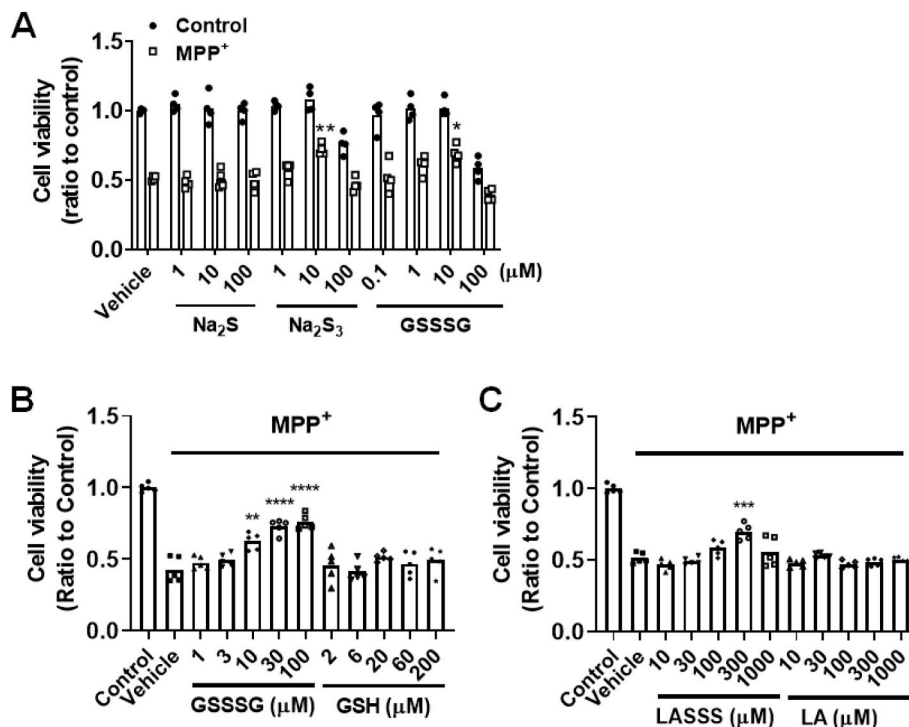 A
● Control
□ MPP⁺
Cell viability
(ratio to control)
1.5
1.0
0.5
0.0
**
*
Vehicle 1 10 100 1 10 100 0.1 1 10 100 (μM)
Na₂S Na₂S₃ GSSSG
B
MPP⁺
Cell viability
(Ratio to Control)
1.5
1.0
0.5
0.0
**
****
****
Control Vehicle 1 3 10 30 100 2 6 20 60 200
GSSSG (μM) GSH (μM)
C
MPP⁺
Cell viability
(Ratio to Control)
1.5
1.0
0.5
0.0
***
Control Vehicle 10 30 100 300 1000 10 30 100 300 1000
LASSS (μM) LA (μM)